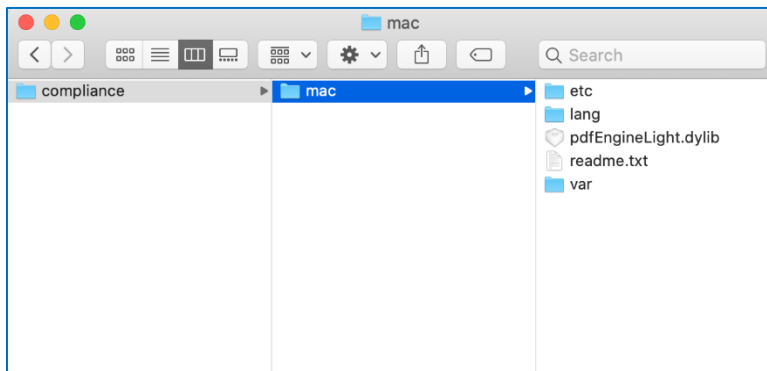 mac
Search
compliance
mac
etc
lang
pdfEngineLight.dylib
readme.txt
var